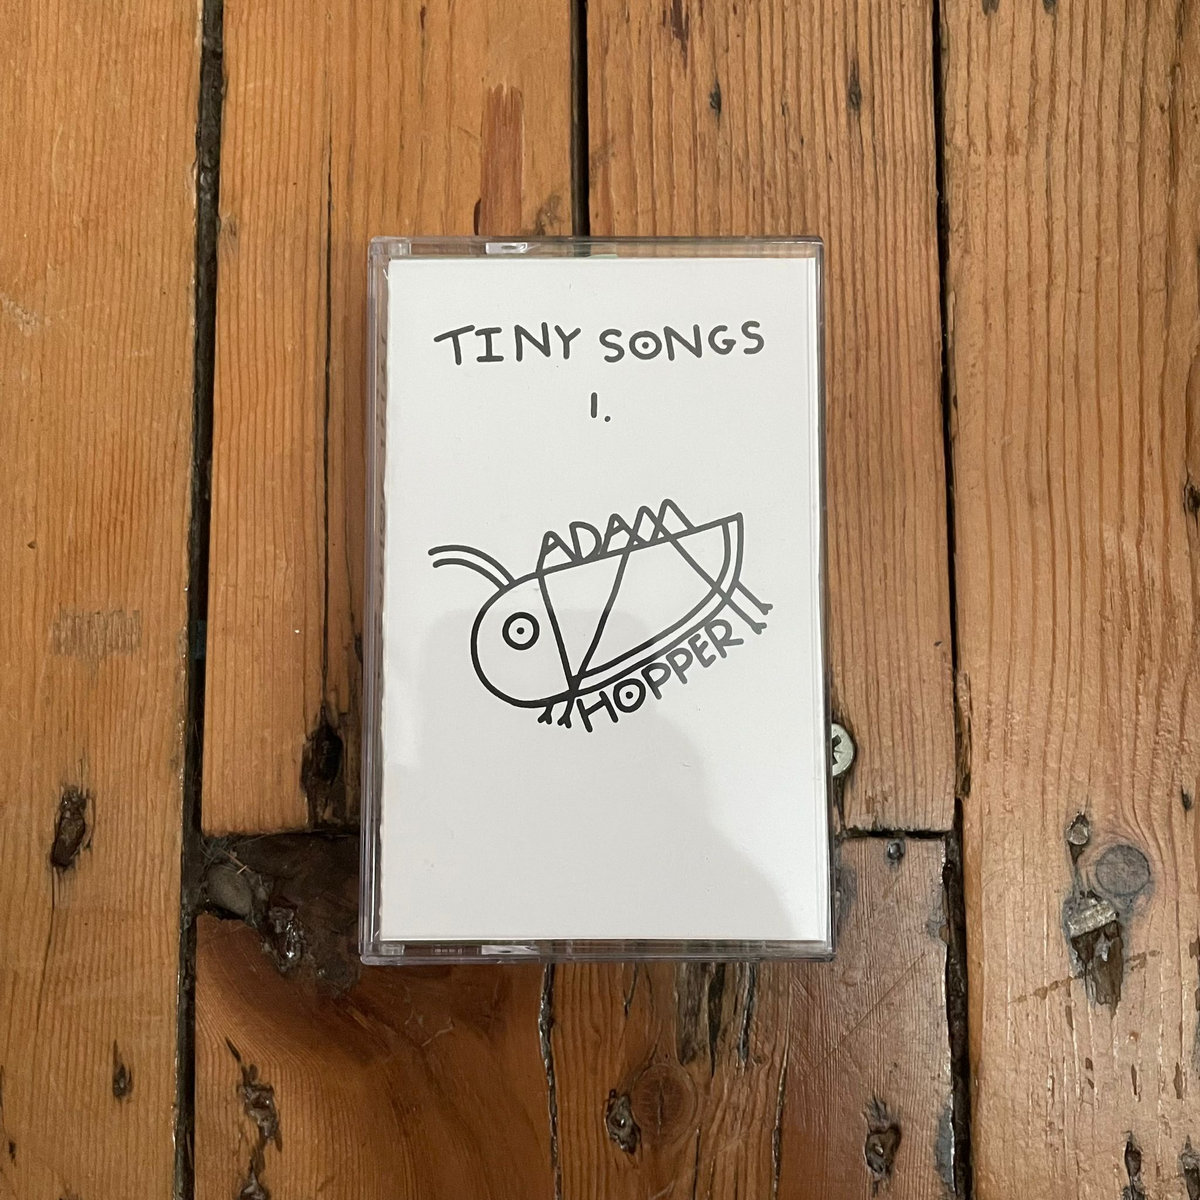 TINY SONGS
1.
ADAM
HOPPER